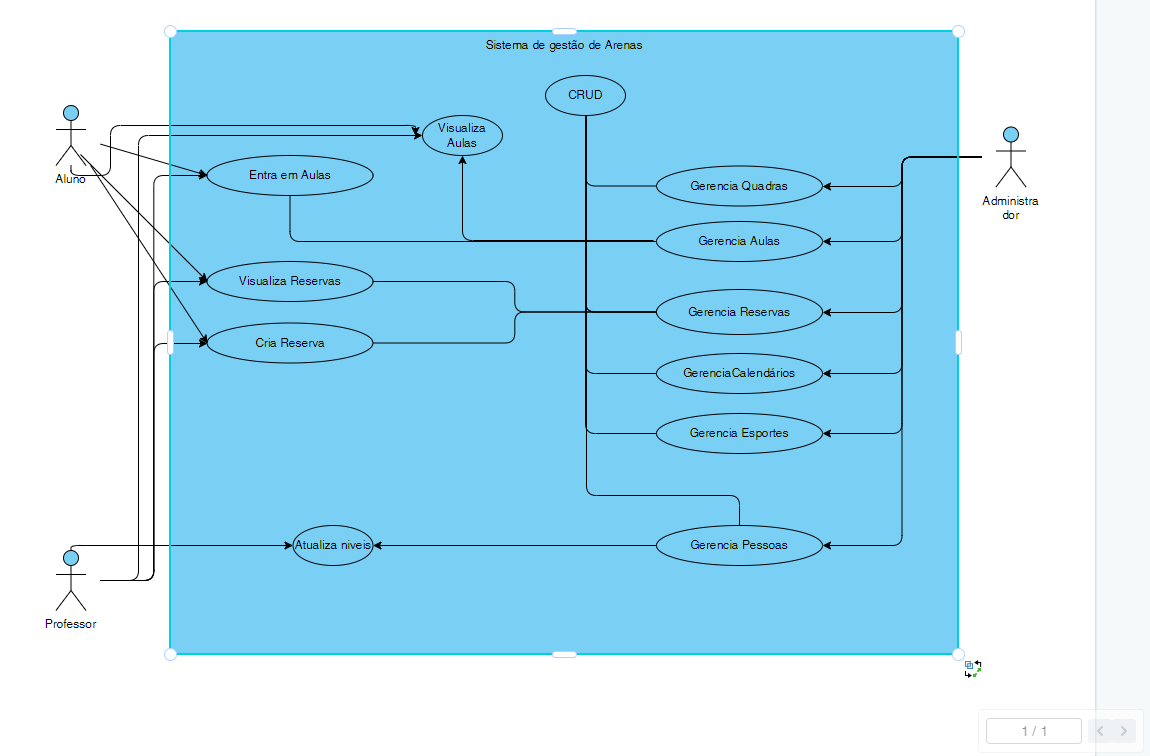 Sistema de gestão de Arenas
CRUD
Visualiza
Aulas
Aluno
Entra em Aulas
Gerencia Quadras
Administra
dor
Gerencia Aulas
Visualiza Reservas
Gerencia Reservas
Cria Reserva
GerenciaCalendários
Gerencia Esportes
Atualiza niveis
Gerencia Pessoas
Professor
1 / 1